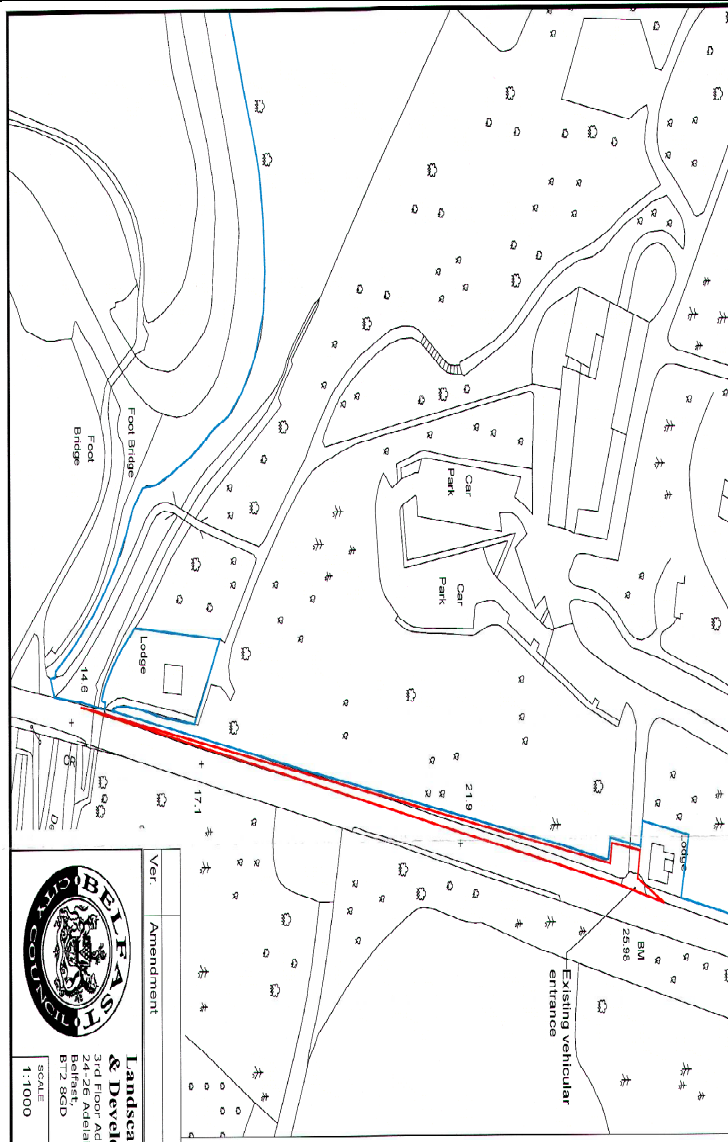 Foot Bridge
Foot
Bridge
Car
Park
Car
Park
Lodge
14.6
17.1
21.9
Lodge
BM
25.98
Existing vehicular
entrance
Ver.
Amendment
BELFAST
CITY COUNCIL
Landsca
& Develo
3rd Floor Ad
24-26 Adela
Belfast,
BT2 8GD
SCALE
1:1000